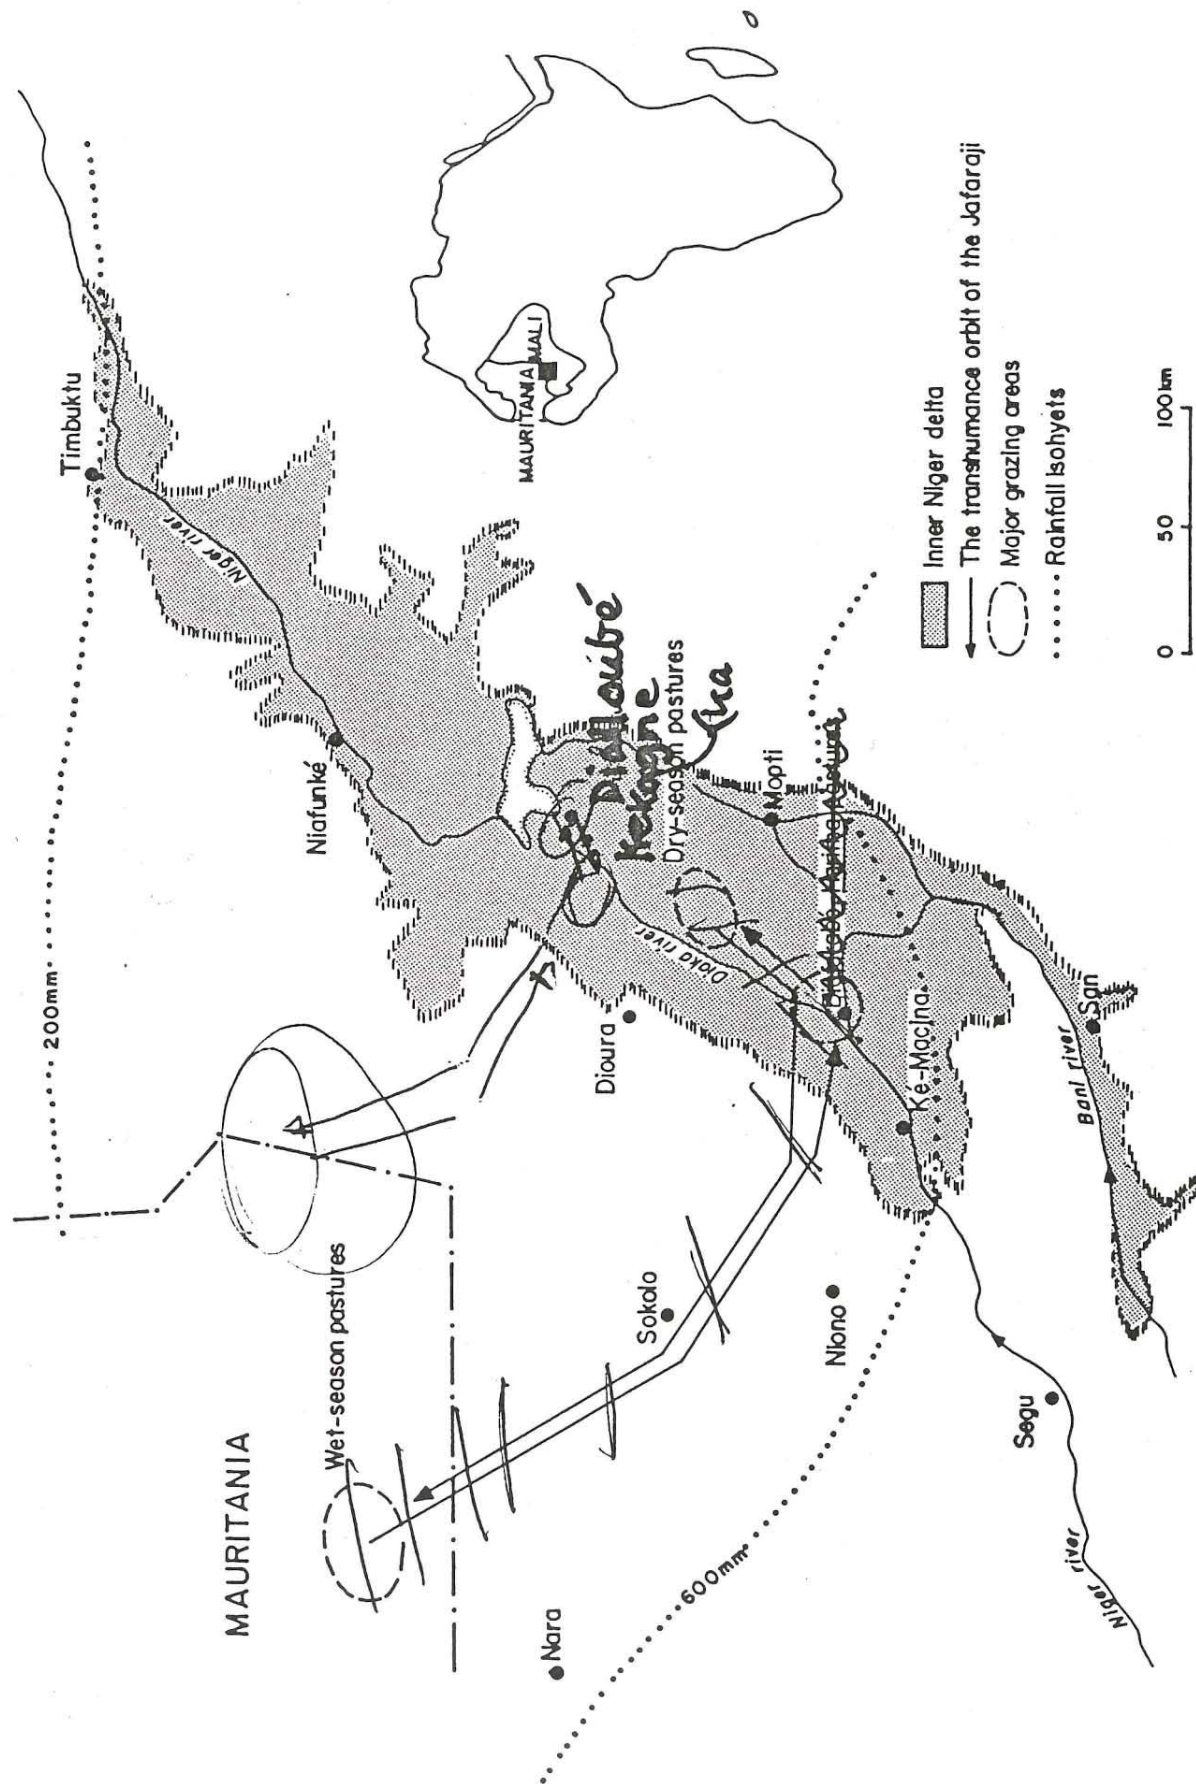 Timbuktu
Niger river
Niafunké
200mm
MAURITANIA
Wet-season pastures
Dialloubé
Kakagne
Dry-season pastures
Mopti
Diaka river
Dioura
Ké-Macina
San
Bani river
Sokolo
Niono
Segu
Nara
600mm
Niger river
MAURITANIA
MALI
Inner Niger delta
The transhumance orbit of the Jafaraji
Major grazing areas
Rainfall isohyets
0 50 100km